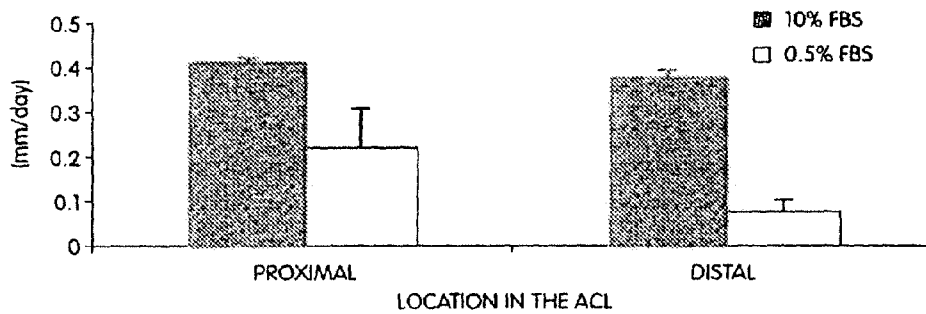 10% FBS
0.5% FBS
(mm/day)
0.5
0.4
0.3
0.2
0.1
0
PROXIMAL DISTAL
LOCATION IN THE ACL